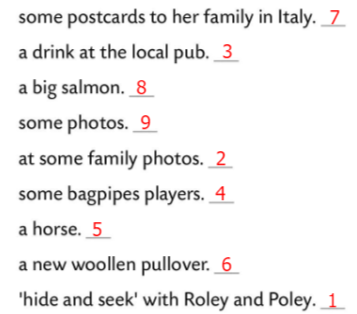 some postcards to her family in Italy. 7
a drink at the local pub. 3
a big salmon. 8
some photos. 9
at some family photos. 2
some bagpipes players. 4
a horse. 5
a new woollen pullover. 6
'hide and seek' with Roley and Poley. 1